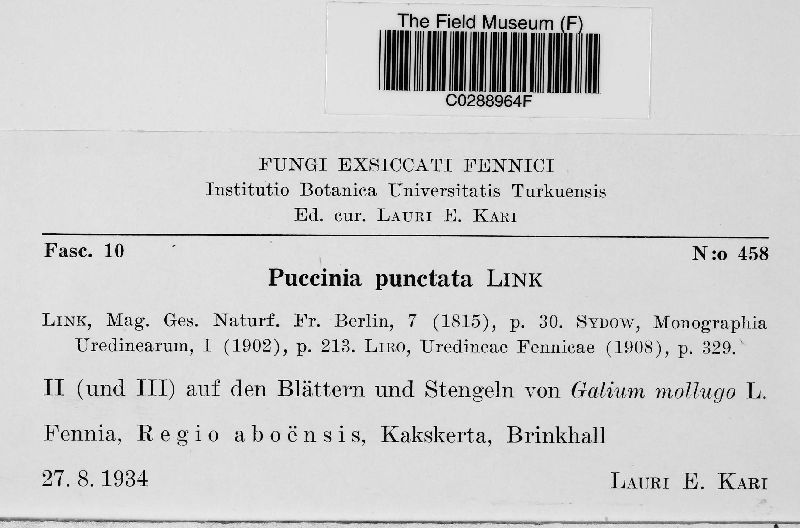 The Field Museum (F)
C0288964F
FUNGI EXSICCATI FENNICI
Institutio Botanica Universitatis Turkuensis
Ed. cur. LAURI E. KARI
Fasc. 10 N:o 458
Puccinia punctata LINK
LINK, Mag. Ges. Naturf. Fr. Berlin, 7 (1815), p. 30. SYDOW, Monographia
Uredinearum, I (1902), p. 213. LIRO, Uredineae Fennicae (1908), p. 329.
II (und III) auf den Blättern und Stengeln von Galium mollugo L.
Fennia, Regio aboënsis, Kakskerta, Brinkhall
27. 8. 1934 LAURI E. KARI